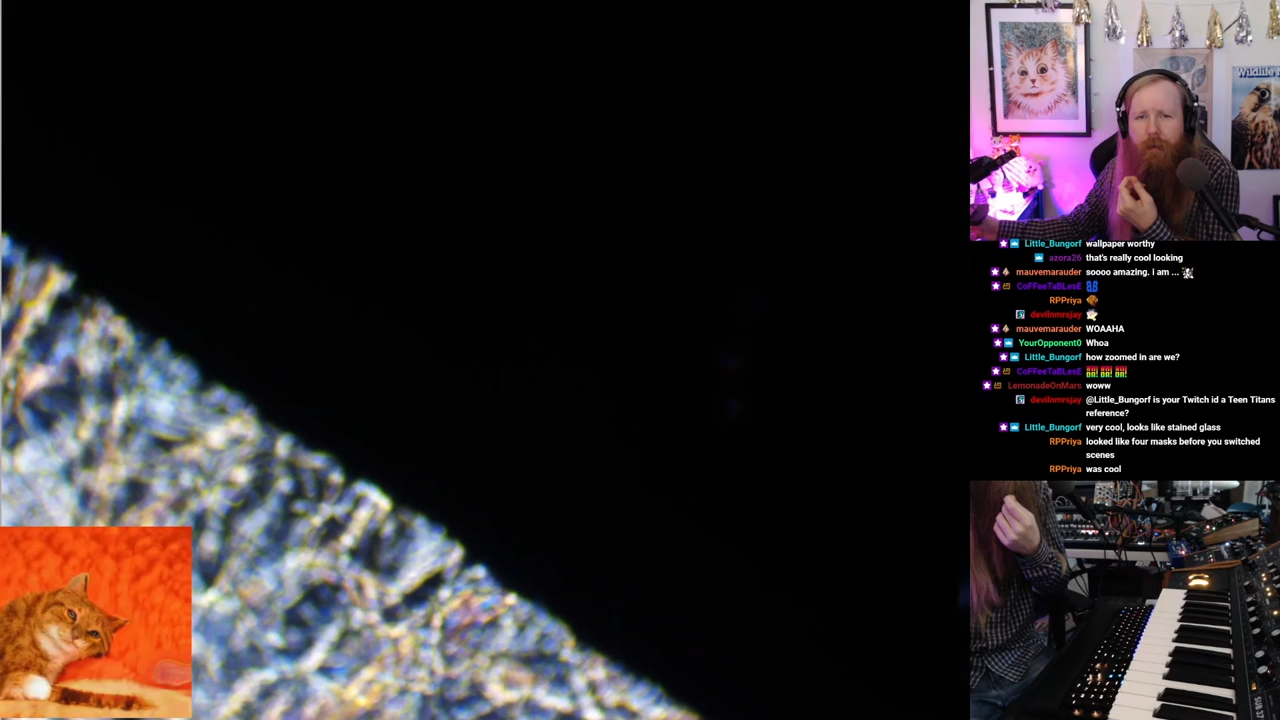 Wildlife
Little_Bungorf wallpaper worthy
azora26 that's really cool looking
mauvemarauder soooo amazing. I am ...
CoFFeeTaBLesE
RPPriya
devilnmrsjay
mauvemarauder WOAAHA
YourOpponent0 Whoa
Little_Bungorf how zoomed in are we?
CoFFeeTaBLesE
LemonadeOnMars woww
devilnmrsjay @Little_Bungorf is your Twitch id a Teen Titans
reference?
Little_Bungorf very cool, looks like stained glass
RPPriya looked like four masks before you switched
scenes
RPPriya was cool